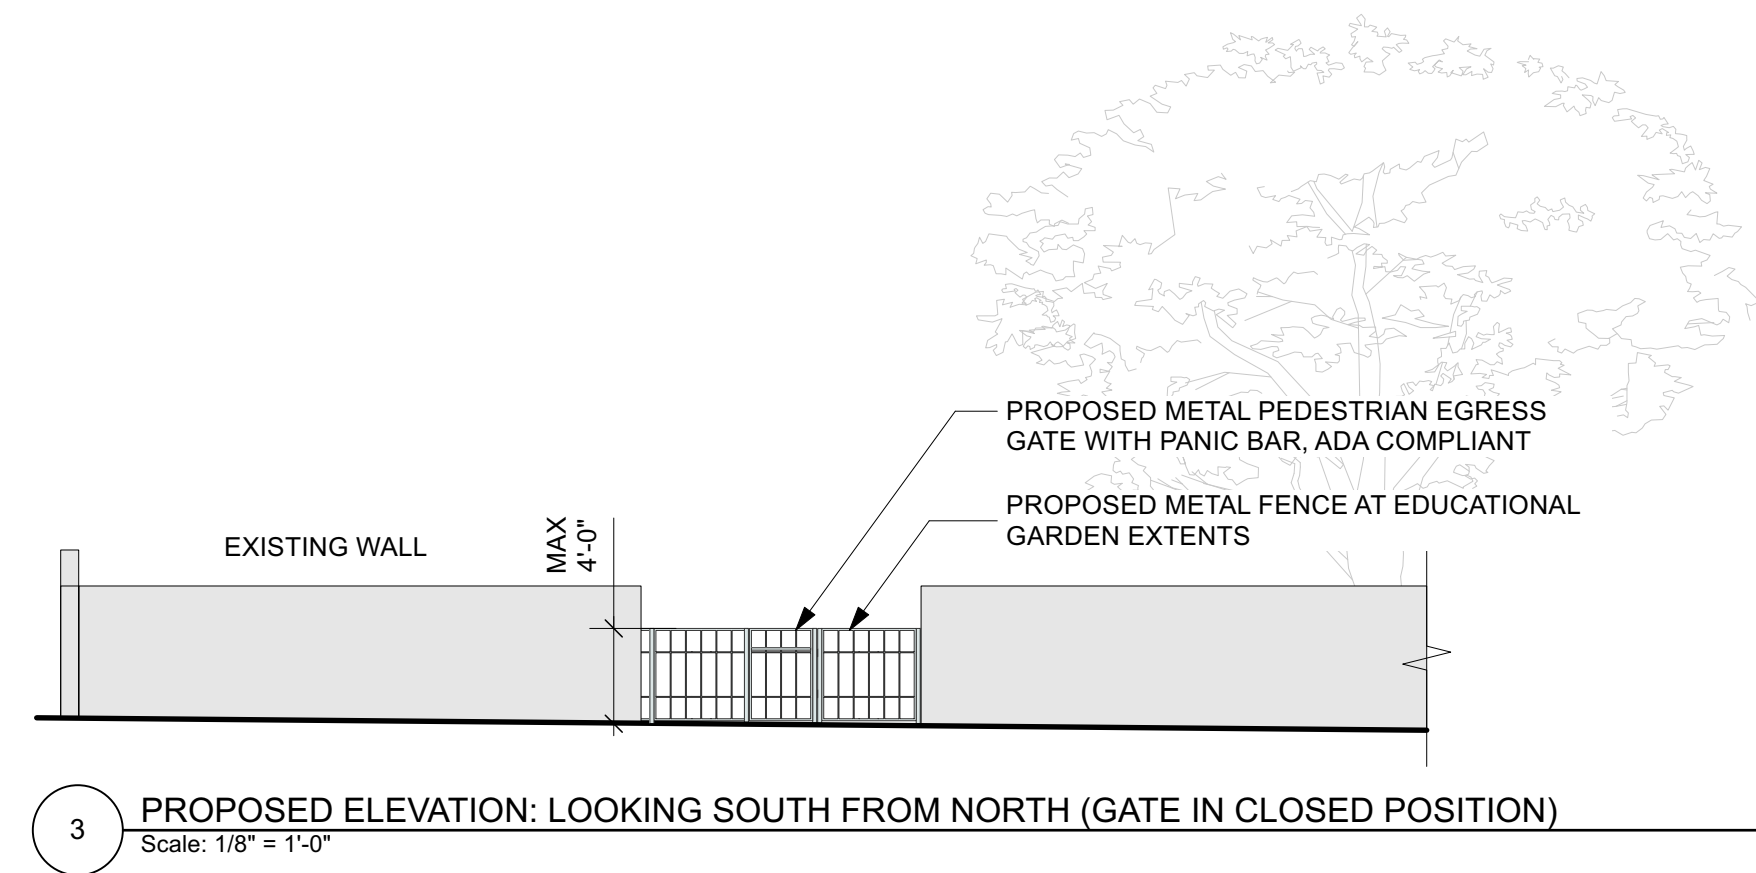 PROPOSED METAL PEDESTRIAN EGRESS
GATE WITH PANIC BAR, ADA COMPLIANT
PROPOSED METAL FENCE AT EDUCATIONAL
GARDEN EXTENTS
EXISTING WALL
MAX
4'-0"
3
PROPOSED ELEVATION: LOOKING SOUTH FROM NORTH (GATE IN CLOSED POSITION)
Scale: 1/8" = 1'-0"